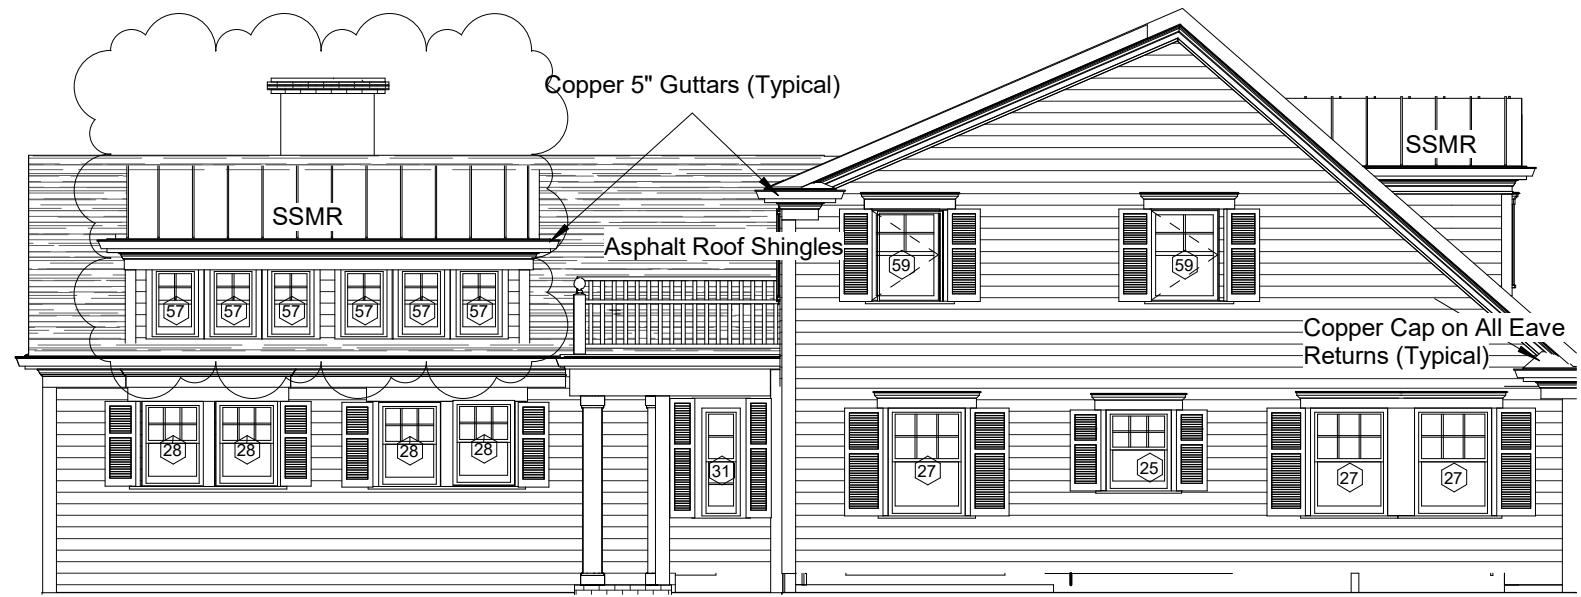 Copper 5" Guttars (Typical)
SSMR
SSMR
Asphalt Roof Shingles
59
59
57
57
57
57
57
57
Copper Cap on All Eave
Returns (Typical)
28
28
28
28
31
27
25
27
27